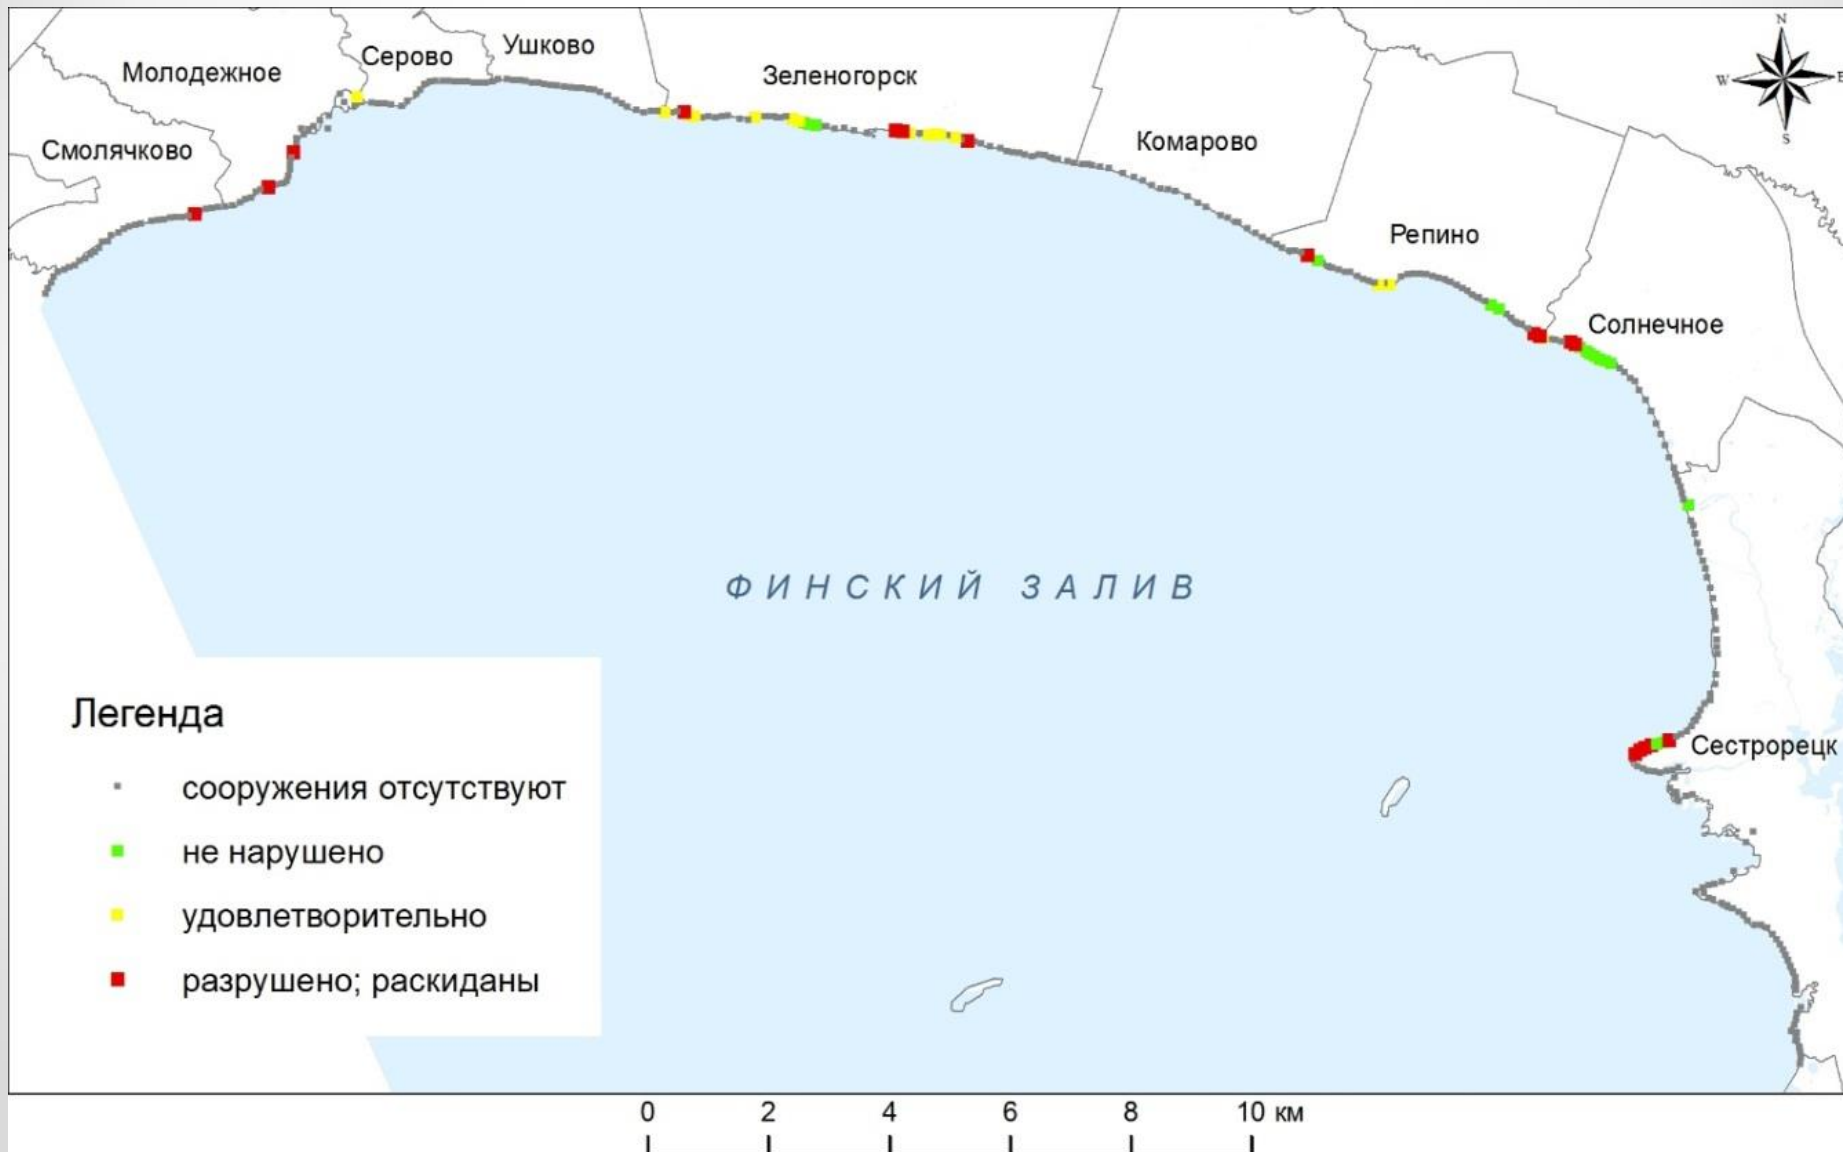 N
W
E
S
Ушково
Серово
Молодежное
Зеленогорск
Комарово
Смолячково
Репино
Солнечное
ФИНСКИЙ ЗАЛИВ
Сестрорецк
Легенда
сооружения отсутствуют
не нарушено
удовлетворительно
разрушено; раскиданы
0 2 4 6 8 10 км